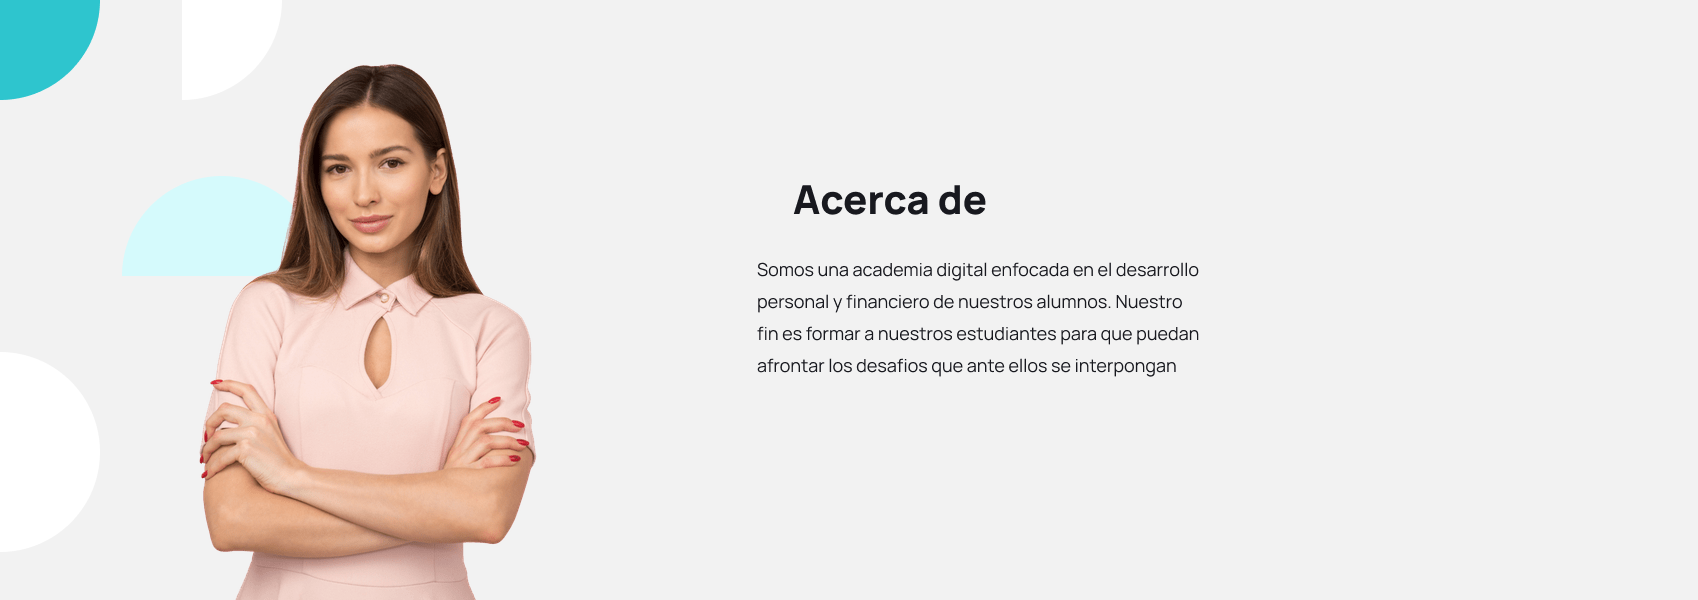 Acerca de
Somos una academia digital enfocada en el desarrollo
personal y financiero de nuestros alumnos. Nuestro
fin es formar a nuestros estudiantes para que puedan
afrontar los desafios que ante ellos se interpongan